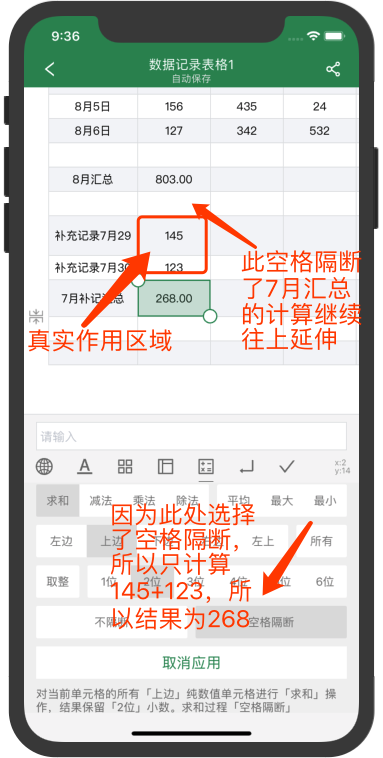 9:36
数据记录表格1
自动保存
8月5日 156 435 24
8月6日 127 342 532
8月汇总 803.00
补充记录7月29 145
补充记录7月30 123
7月补记汇总 268.00
此空格隔断
了7月汇总
的计算继续
往上延伸
真实作用区域
请输入
x:2
y:14
求和 减法 乘法 除法 平均 最大 最小
左边 上边 左上 所有
因为此处选择
了空格隔断，
所以只计算
145+123，所
以结果为268
取整 1位 2位 3位 4位 6位
不隔断 空格隔断
取消应用
对当前单元格的所有「上边」纯数值单元格进行「求和」操
作，结果保留「2位」小数。求和过程「空格隔断」